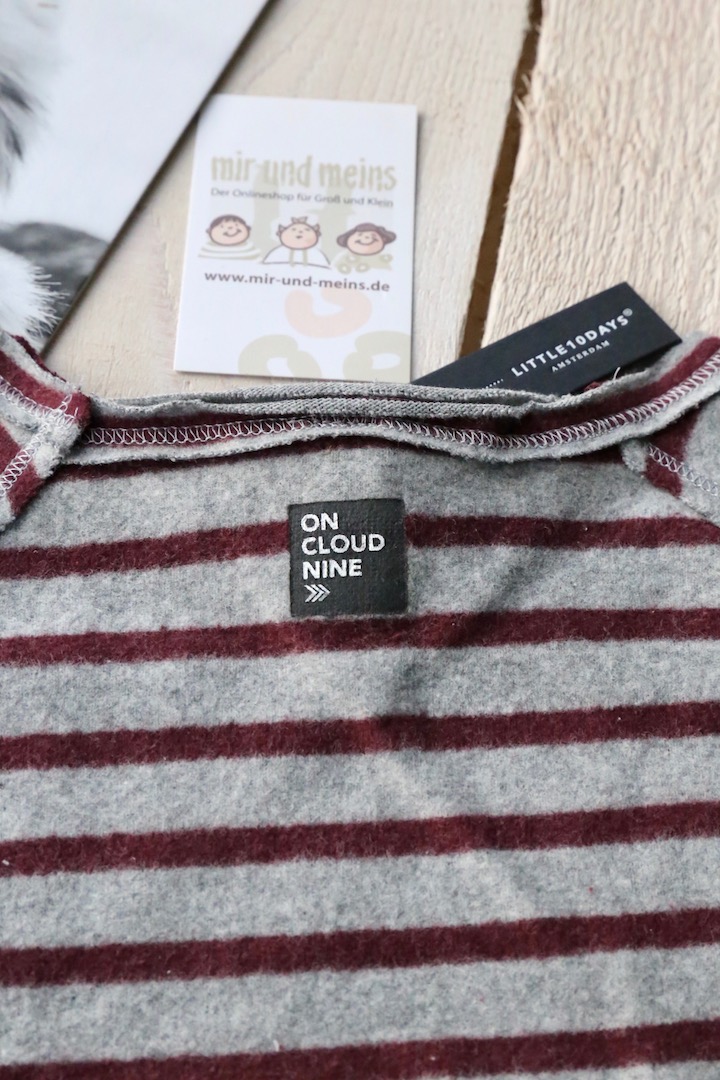 mir-und meins
Der Onlineshop für Groß und Klein
www.mir-und-meins.de
LITTLE10DAYS®
AMSTERDAM
ON
CLOUD
NINE